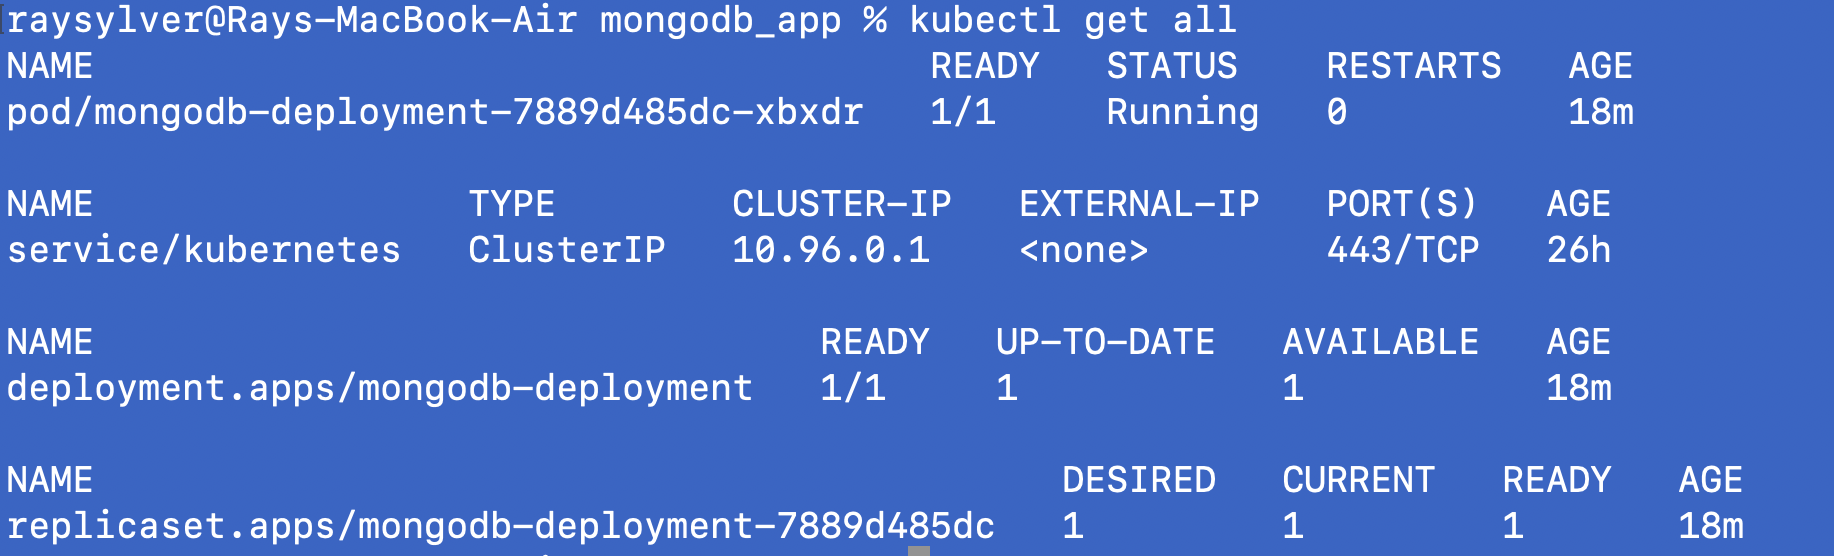 raysylver@Rays-MacBook-Air mongodb_app % kubectl get all
NAME READY STATUS RESTARTS AGE
pod/mongodb-deployment-7889d485dc-xbxdr 1/1 Running 0 18m
NAME TYPE CLUSTER-IP EXTERNAL-IP PORT(S) AGE
service/kubernetes ClusterIP 10.96.0.1 <none> 443/TCP 26h
NAME READY UP-TO-DATE AVAILABLE AGE
deployment.apps/mongodb-deployment 1/1 1 1 18m
NAME DESIRED CURRENT READY AGE
replicaset.apps/mongodb-deployment-7889d485dc 1 1 1 18m